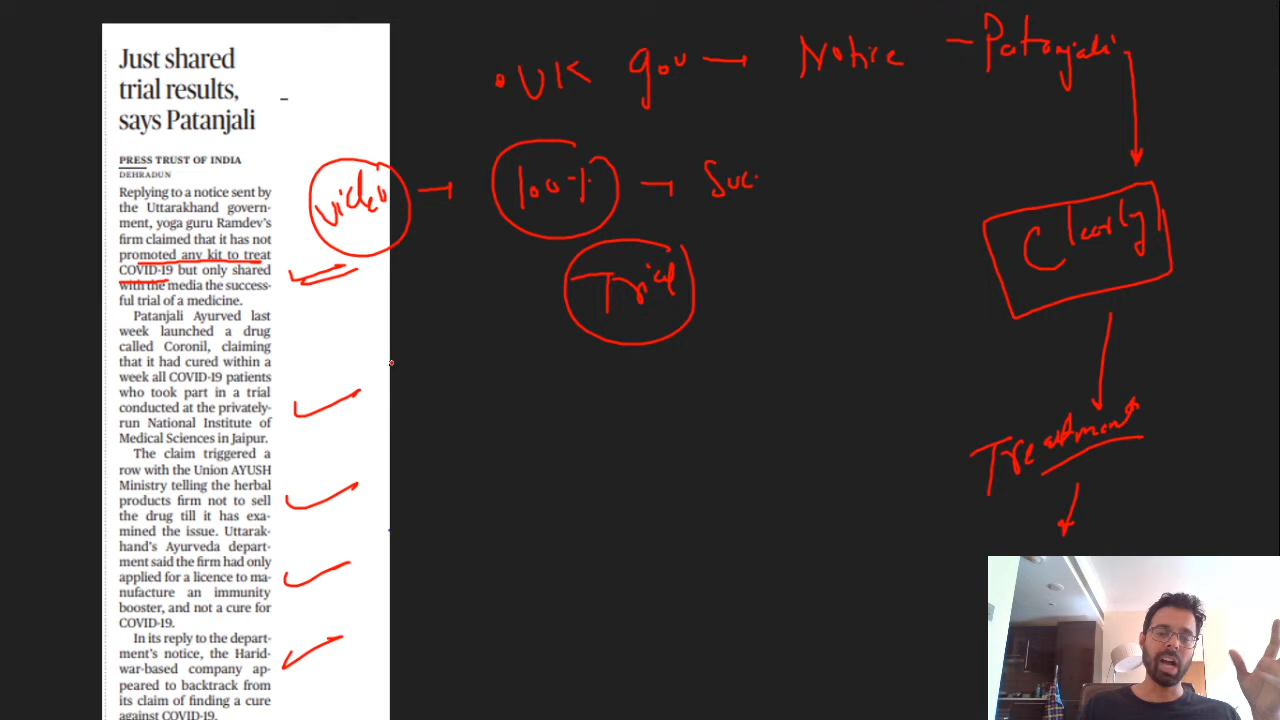 Just shared
trial results,
says Patanjali
PRESS TRUST OF INDIA
DEHRADUN
Replying to a notice sent by
the Uttarakhand govern-
ment, yoga guru Ramdev's
firm claimed that it has not
promoted any kit to treat
COVID-19 but only shared
with the media the success-
ful trial of a medicine.
Patanjali Ayurved last
week launched a drug
called Coronil, claiming
that it had cured within a
week all COVID-19 patients
who took part in a trial
conducted at the privately-
run National Institute of
Medical Sciences in Jaipur.
The claim triggered a
row with the Union AYUSH
Ministry telling the herbal
products firm not to sell
the drug till it has exa-
mined the issue. Uttarak-
hand's Ayurveda depart-
ment said the firm had only
applied for a licence to ma-
nufacture an immunity
booster, and not a cure for
COVID-19.
In its reply to the depart-
ment's notice, the Harid-
war-based company ap-
peared to backtrack from
its claim of finding a cure
against COVID-19.
• UK gov → Notice - Patanjali
Video → 100% → Suc.
Trial
Clearly
Treatment